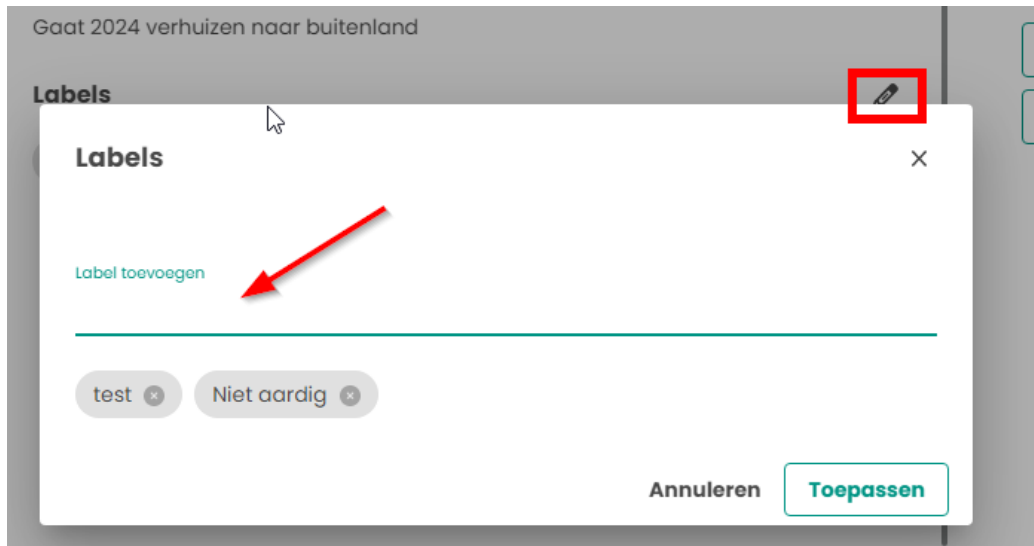 Gaat 2024 verhuizen naar buitenland
Labels
Labels
Label toevoegen
test
Niet aardig
Annuleren
Toepassen